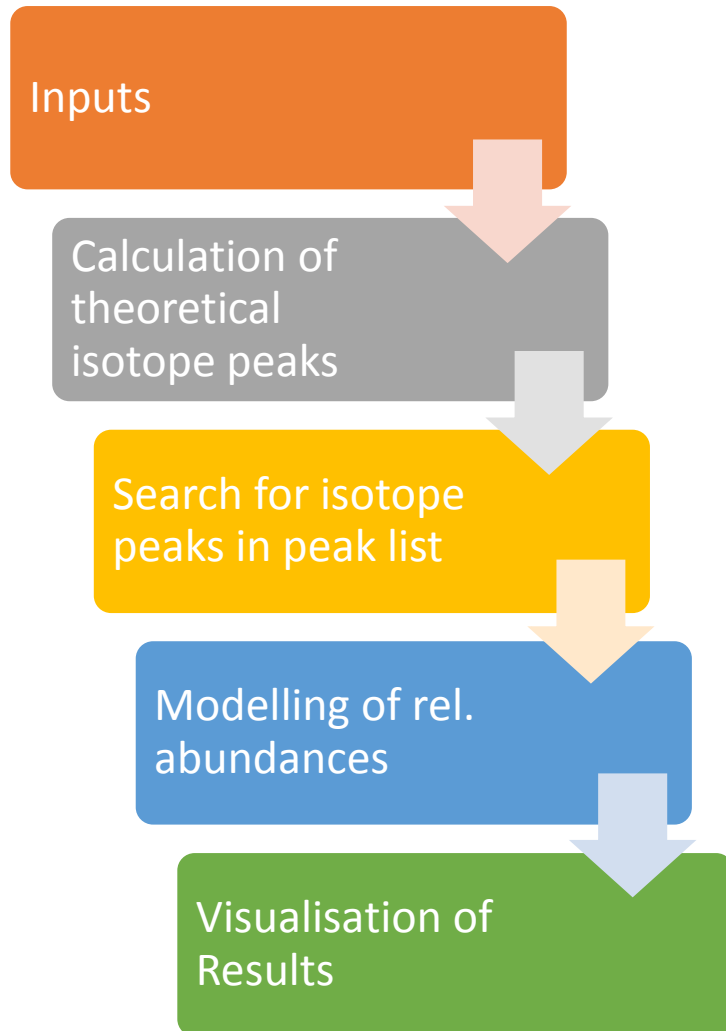 Inputs
Calculation of
theoretical
isotope peaks
Search for isotope
peaks in peak list
Modelling of rel.
abundances
Visualisation of
Results